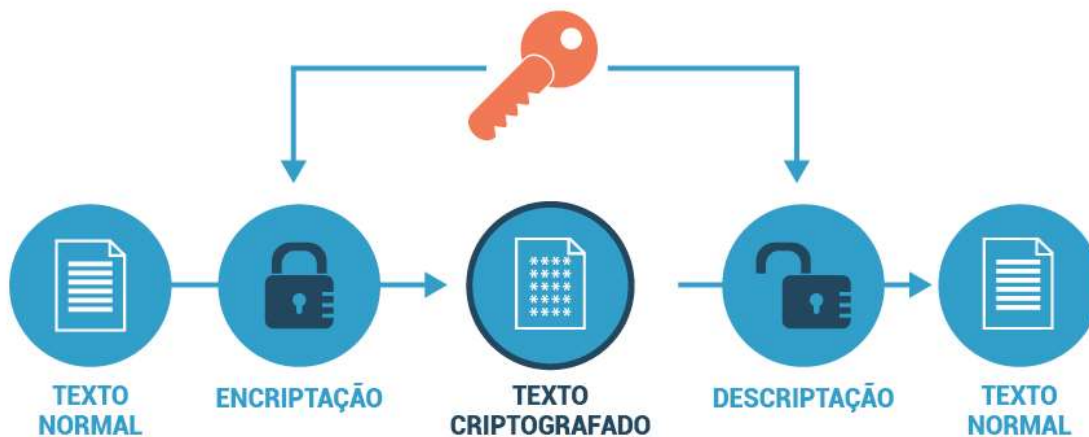 TEXTO
NORMAL
ENCRIPTAÇÃO
TEXTO
CRIPTOGRAFADO
DESCRIPTAÇÃO
TEXTO
NORMAL